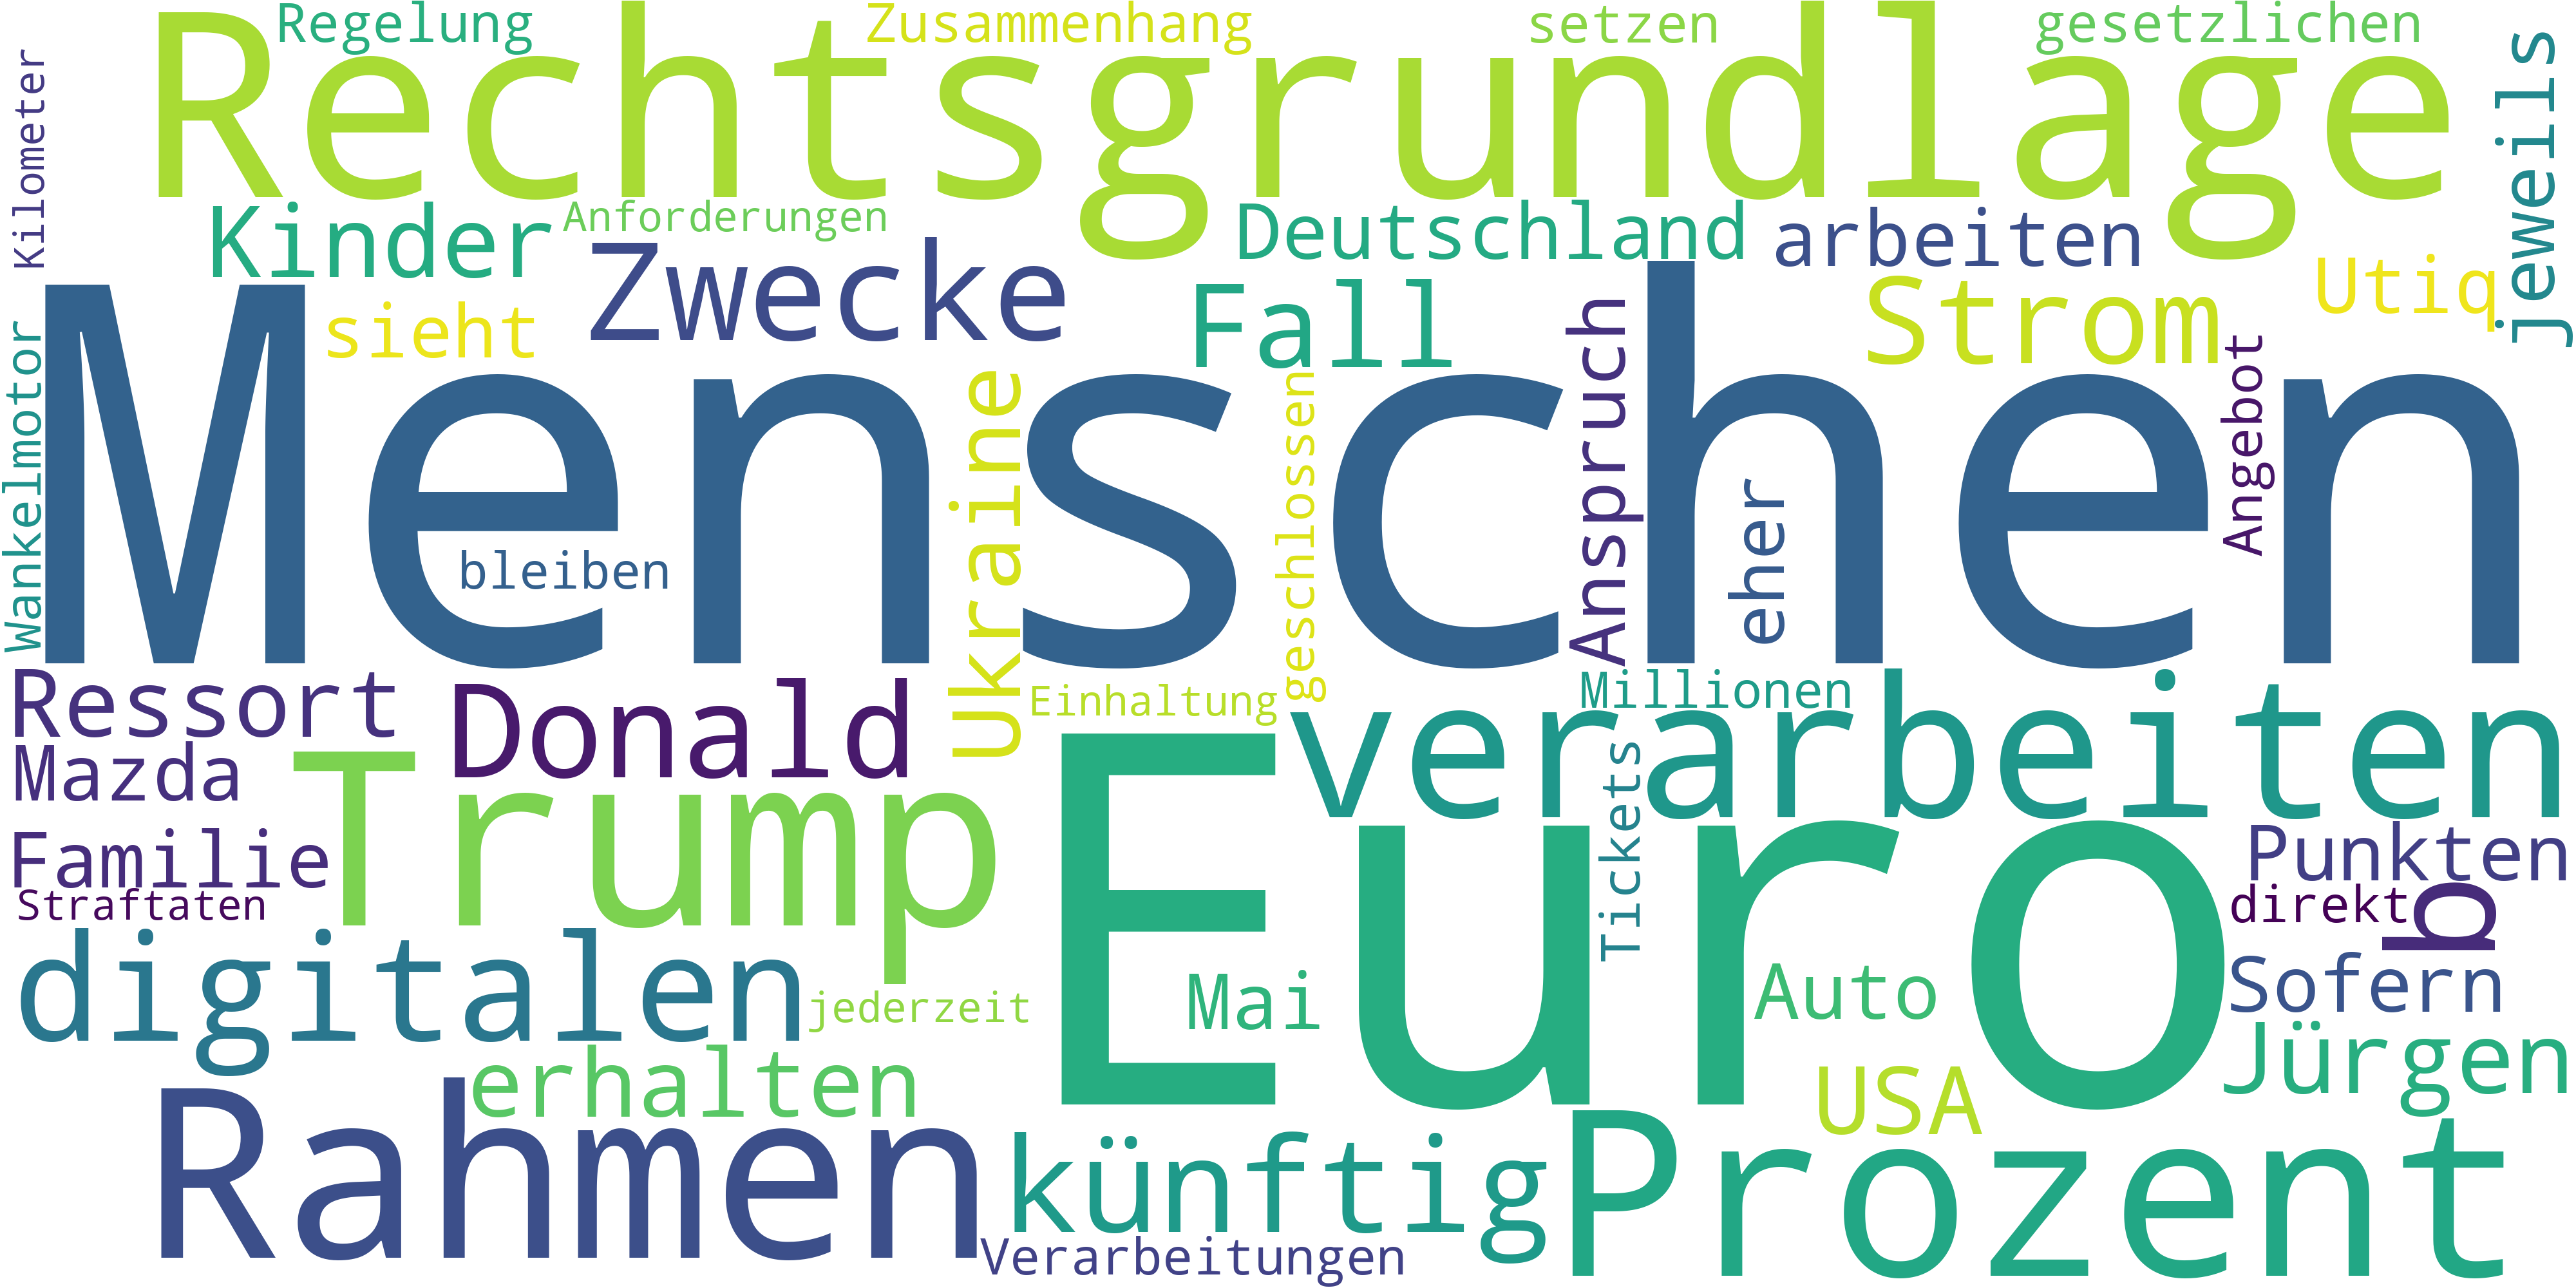 Regelung
Zusammenhang
setzen
gesetzlichen
Kilometer
Rechtsgrundlage
jeweils
Kinder
Anforderungen
Deutschland
arbeiten
Zwecke
Fall
Strom
Utiq
sieht
Wankelmotor
Menschen
bleiben
Ukraine
geschlossen
Anspruch
eher
Angebot
Ressort
Donald
Einhaltung
Millionen
verarbeiten
Mazda
Trump
Euro
Tickets
Familie
Punkten
Straftaten
direkt
b
digitalen
jederzeit
Mai
Auto
Sofern
erhalten
USA
Jürgen
Rahmen
künftig
Prozent
Verarbeitungen